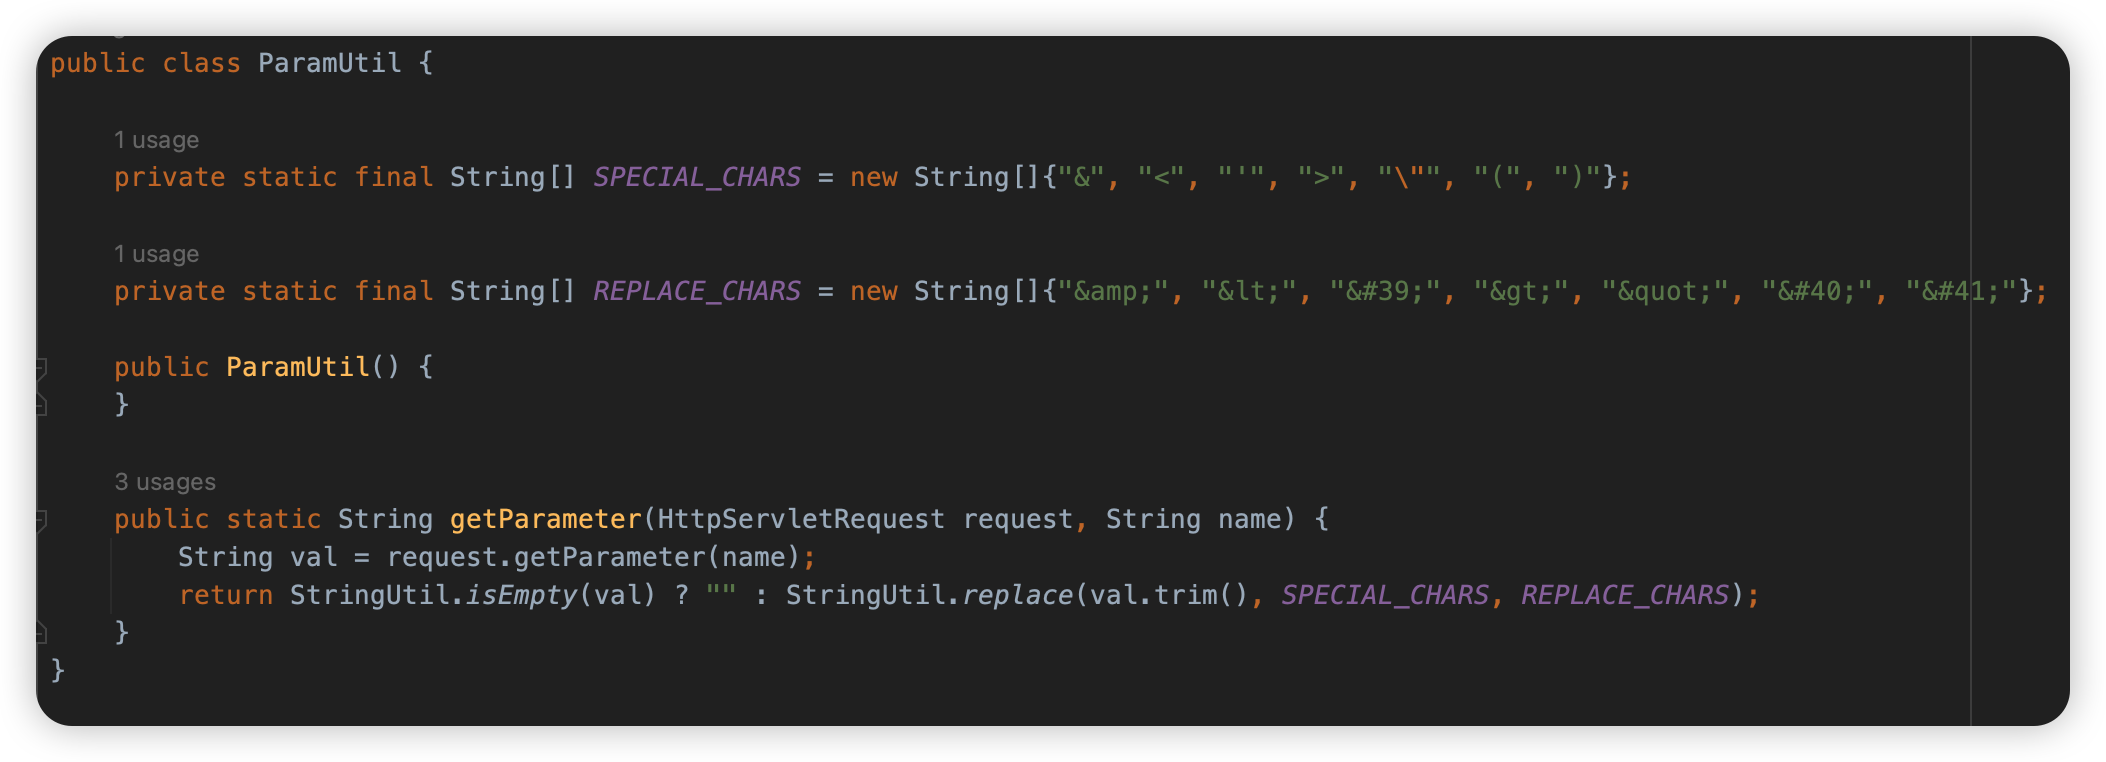 public class ParamUtil {
1 usage
private static final String[] SPECIAL_CHARS = new String[]{"&", "<", "'", ">", "\"", "(", ")"};
1 usage
private static final String[] REPLACE_CHARS = new String[]{"&amp;", "&lt;", "&#39;", "&gt;", "&quot;", "&#40;", "&#41;"};
public ParamUtil() {
}
3 usages
public static String getParameter(HttpServletRequest request, String name) {
String val = request.getParameter(name);
return StringUtil.isEmpty(val) ? "" : StringUtil.replace(val.trim(), SPECIAL_CHARS, REPLACE_CHARS);
}
}